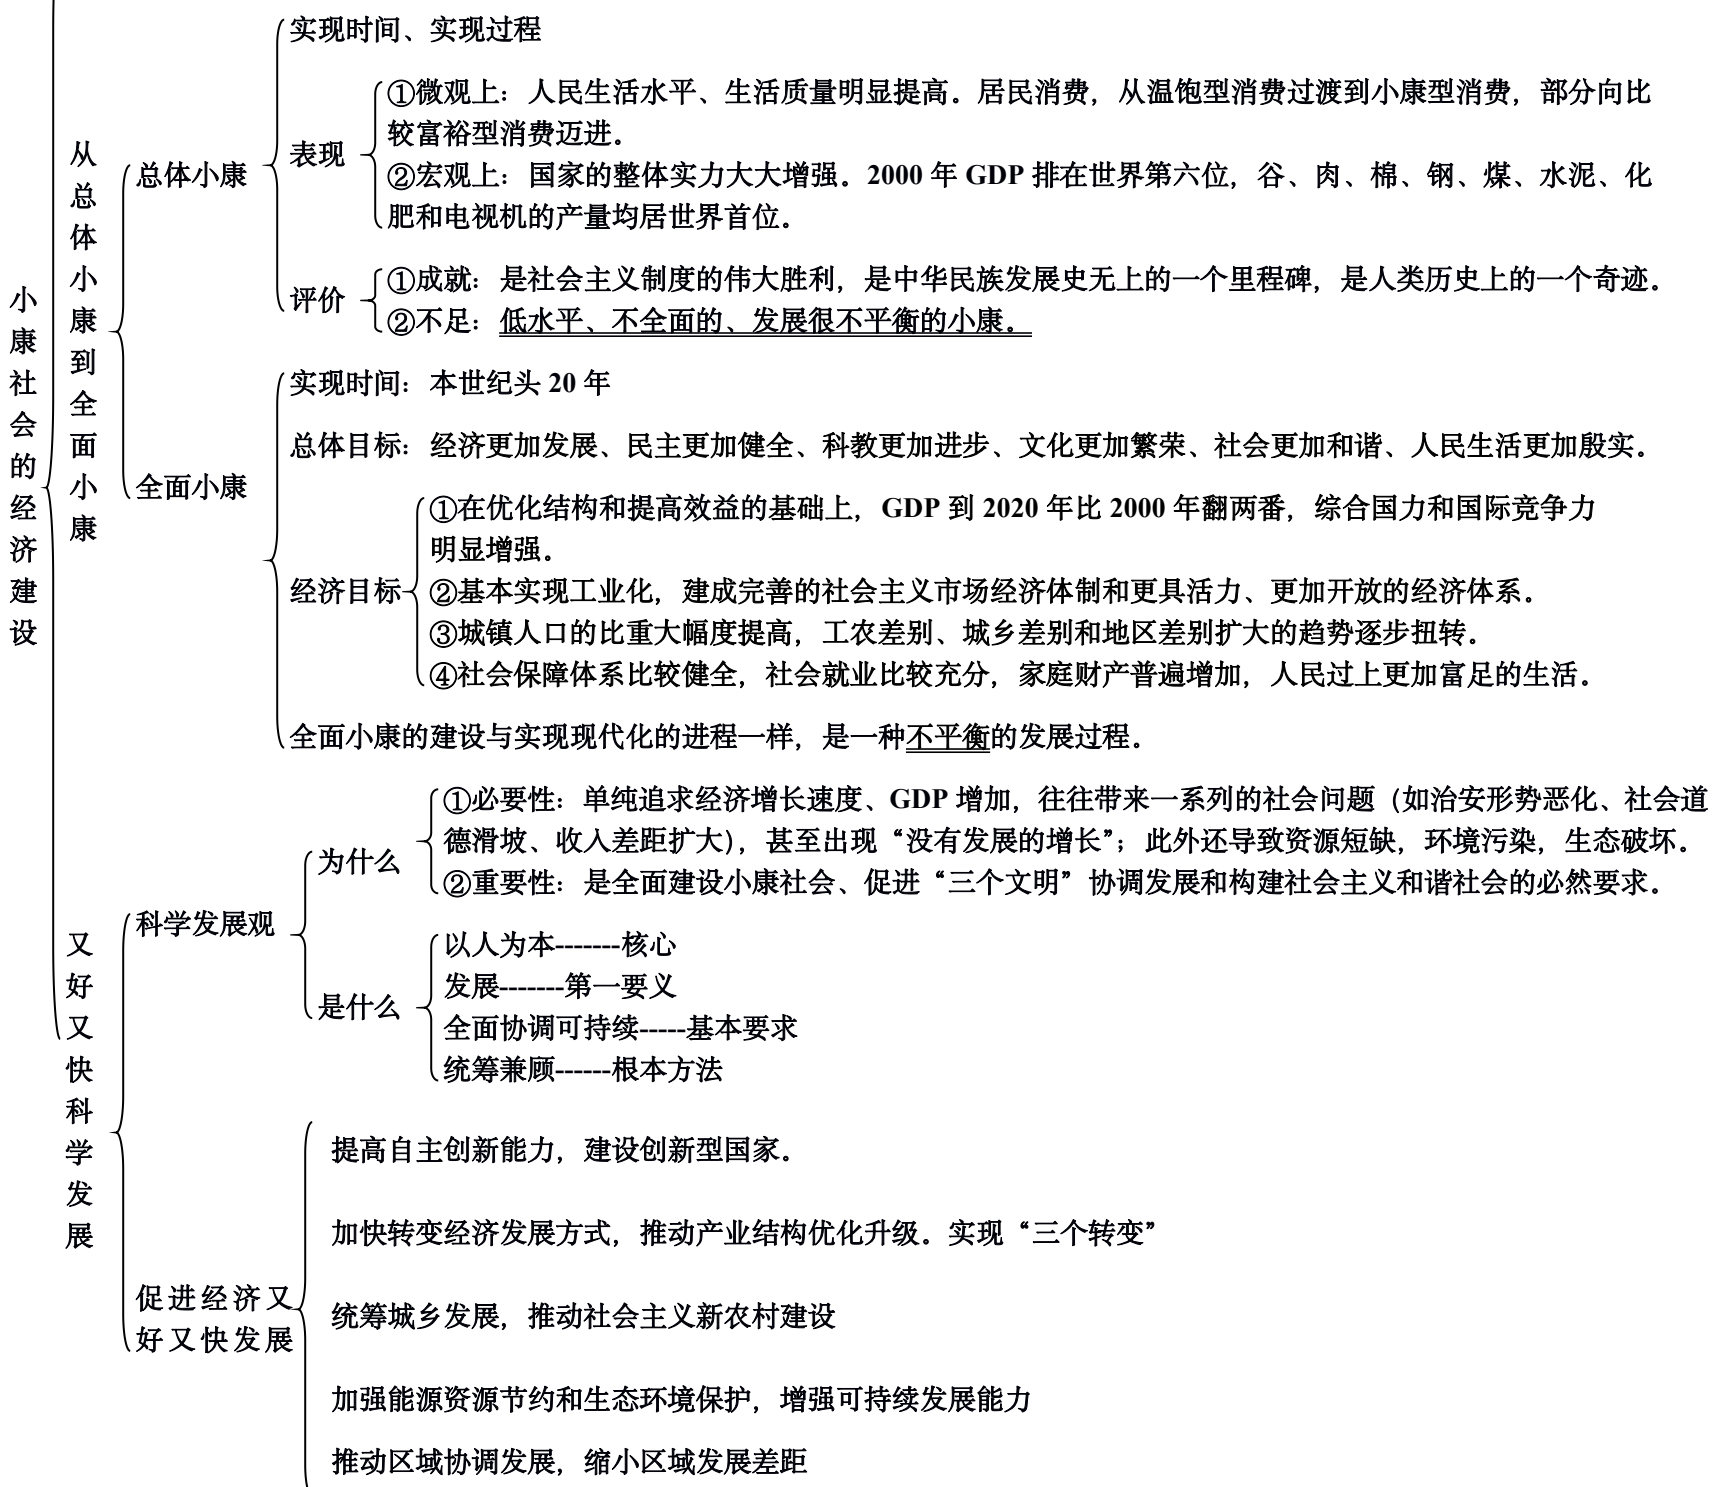 小康社会的经济建设
从总体小康到全面小康
总体小康
实现时间、实现过程
表现
①微观上：人民生活水平、生活质量明显提高。居民消费，从温饱型消费过渡到小康型消费，部分向比
较富裕型消费迈进。
②宏观上：国家的整体实力大大增强。2000 年 GDP 排在世界第六位，谷、肉、棉、钢、煤、水泥、化
肥和电视机的产量均居世界首位。
评价
①成就：是社会主义制度的伟大胜利，是中华民族发展史无上的一个里程碑，是人类历史上的一个奇迹。
②不足：低水平、不全面的、发展很不平衡的小康。
全面小康
实现时间：本世纪头 20 年
总体目标：经济更加发展、民主更加健全、科教更加进步、文化更加繁荣、社会更加和谐、人民生活更加殷实。
经济目标
①在优化结构和提高效益的基础上，GDP 到 2020 年比 2000 年翻两番，综合国力和国际竞争力
明显增强。
②基本实现工业化，建成完善的社会主义市场经济体制和更具活力、更加开放的经济体系。
③城镇人口的比重大幅度提高，工农差别、城乡差别和地区差别扩大的趋势逐步扭转。
④社会保障体系比较健全，社会就业比较充分，家庭财产普遍增加，人民过上更加富足的生活。
全面小康的建设与实现现代化的进程一样，是一种不平衡的发展过程。
又好又快科学发展
科学发展观
为什么
①必要性：单纯追求经济增长速度、GDP 增加，往往带来一系列的社会问题（如治安形势恶化、社会道
德滑坡、收入差距扩大），甚至出现“没有发展的增长”；此外还导致资源短缺，环境污染，生态破坏。
②重要性：是全面建设小康社会、促进“三个文明”协调发展和构建社会主义和谐社会的必然要求。
是什么
以人为本-------核心
发展-------第一要义
全面协调可持续-----基本要求
统筹兼顾------根本方法
促进经济又
好又快发展
提高自主创新能力，建设创新型国家。
加快转变经济发展方式，推动产业结构优化升级。实现“三个转变”
统筹城乡发展，推动社会主义新农村建设
加强能源资源节约和生态环境保护，增强可持续发展能力
推动区域协调发展，缩小区域发展差距